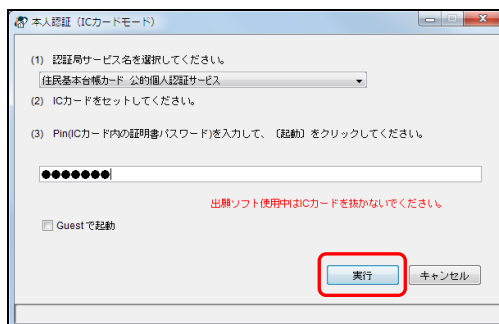 本人認証（ICカードモード）
(1) 認証局サービス名を選択してください。
住民基本台帳カード 公的個人認証サービス
(2) ICカードをセットしてください。
(3) Pin(ICカード内の証明書パスワード)を入力して、〔起動〕をクリックしてください。
●●●●●●●
出願ソフト使用中はICカードを抜かないでください。
Guestで起動
実行 キャンセル